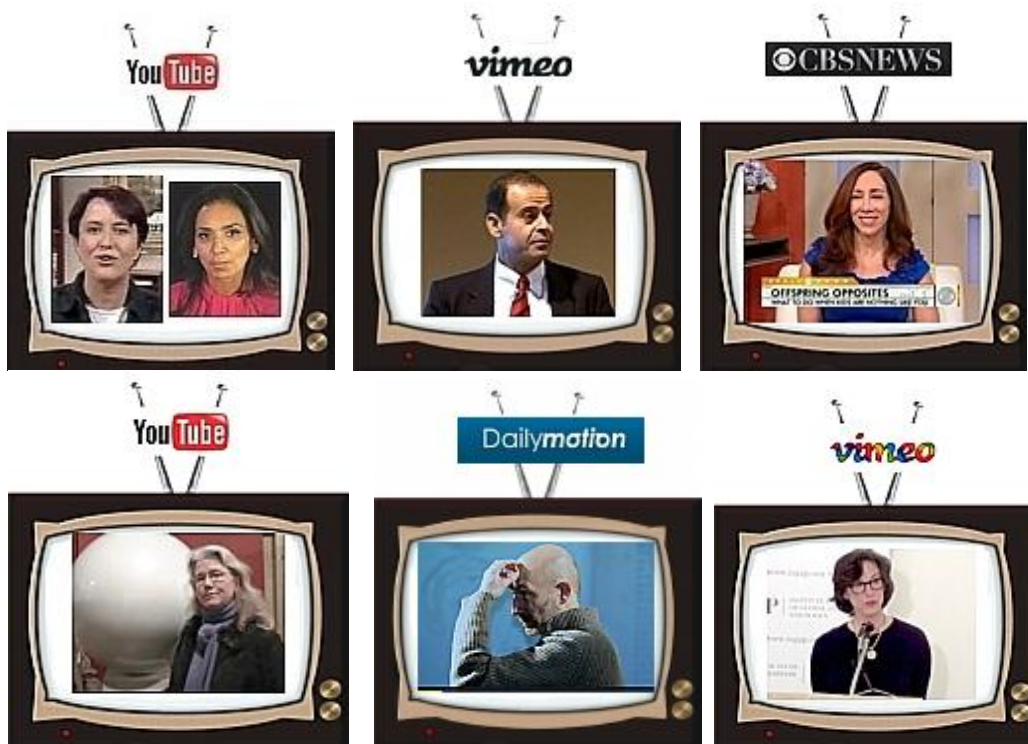 YouTube
vimeo
CBSNEWS
OFFSPRING OPPOSITES
WHAT TO DO WHEN KIDS ARE NOTHING LIKE YOU
YouTube
Dailymotion
vimeo
P